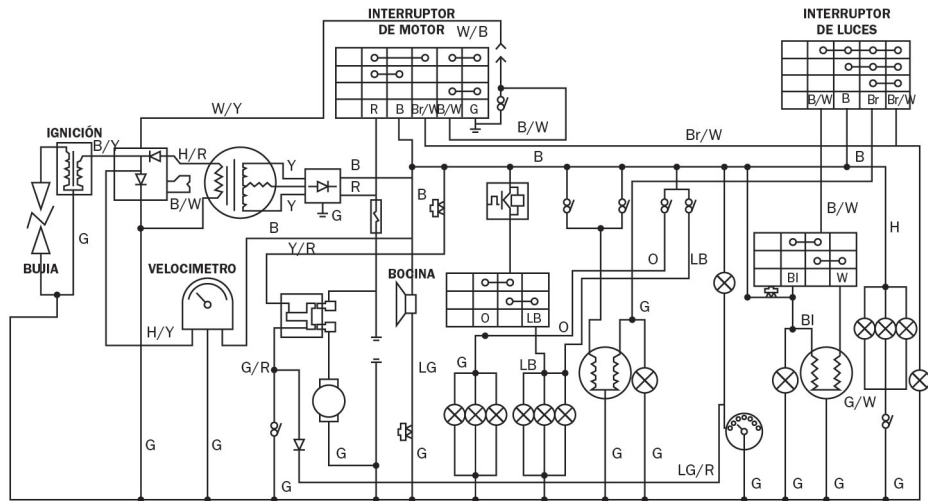 INTERRUPTOR
DE MOTOR
W/B
INTERRUPTOR
DE LUCES
R B Br/W B/W G
B/W B Br Br/W
W/Y
B/W
Br/W
IGNICIÓN
B/Y
H/R
Y
B
B
B
R
B
Y
G
B/W
B
B/W
H
G
Y/R
O
LB
BUJIA
VELOCIMETRO
BOCINA
BI W
O LB
G
O
BI
H/Y
G/R
LG
G
LB
G/W
G
G
G
G
G
G
G
G
LG/R
G
G
G
G
G